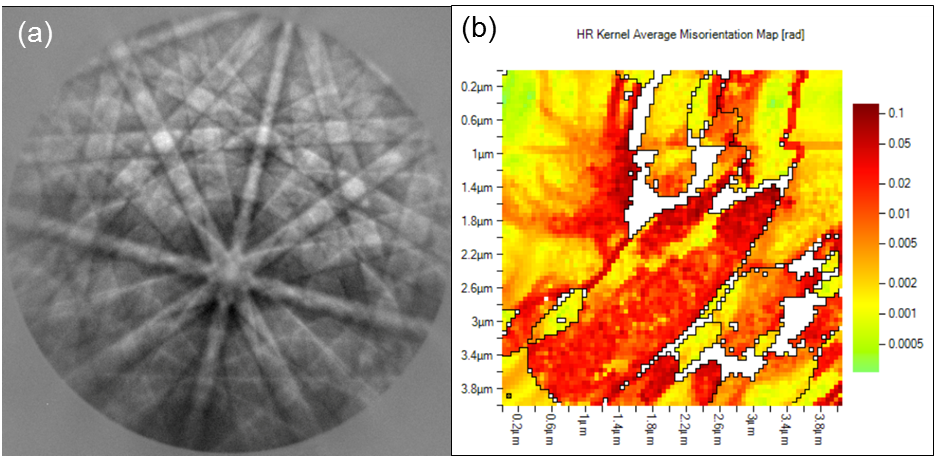 (a)
(b)
HR Kernel Average Misorientation Map [rad]
0.2µm
0.6µm
1µm
1.4µm
1.8µm
2.2µm
2.6µm
3µm
3.4µm
3.8µm
0.2µm
0.6µm
1µm
1.4µm
1.8µm
2.2µm
2.6µm
3µm
3.4µm
3.8µm
0.1
0.05
0.02
0.01
0.005
0.002
0.001
0.0005